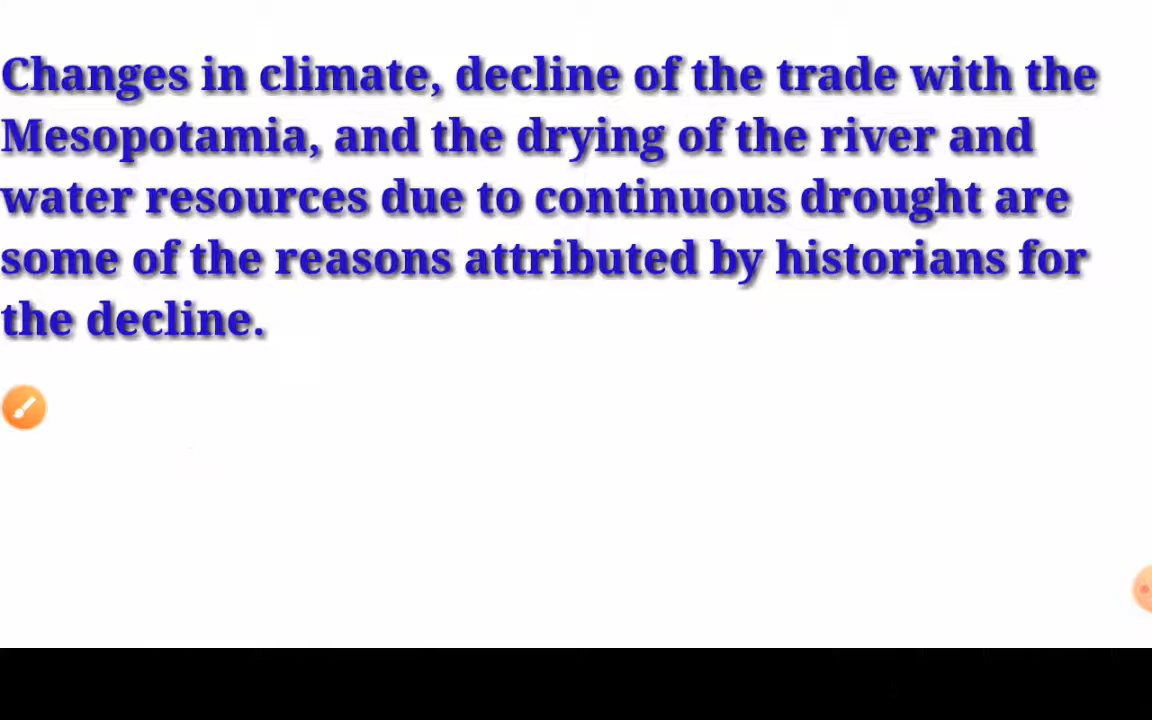 Changes in climate, decline of the trade with the
Mesopotamia, and the drying of the river and
water resources due to continuous drought are
some of the reasons attributed by historians for
the decline.